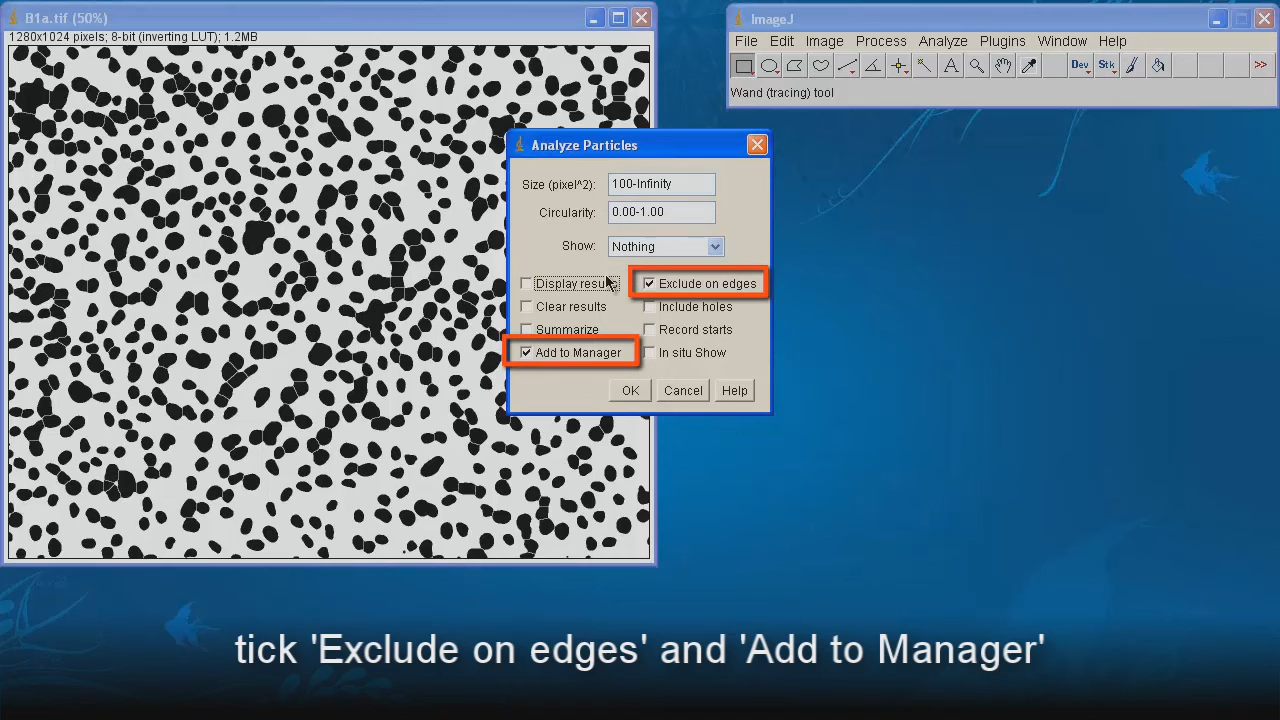 B1a.tif (50%)
1280x1024 pixels; 8-bit (inverting LUT); 1.2MB
ImageJ
File Edit Image Process Analyze Plugins Window Help
Dev Stk >>
Wand (tracing) tool
Analyze Particles
Size (pixel^2): 100-Infinity
Circularity: 0.00-1.00
Show: Nothing
Display results Exclude on edges
Clear results Include holes
Summarize Record starts
Add to Manager In situ Show
OK Cancel Help
tick 'Exclude on edges' and 'Add to Manager'